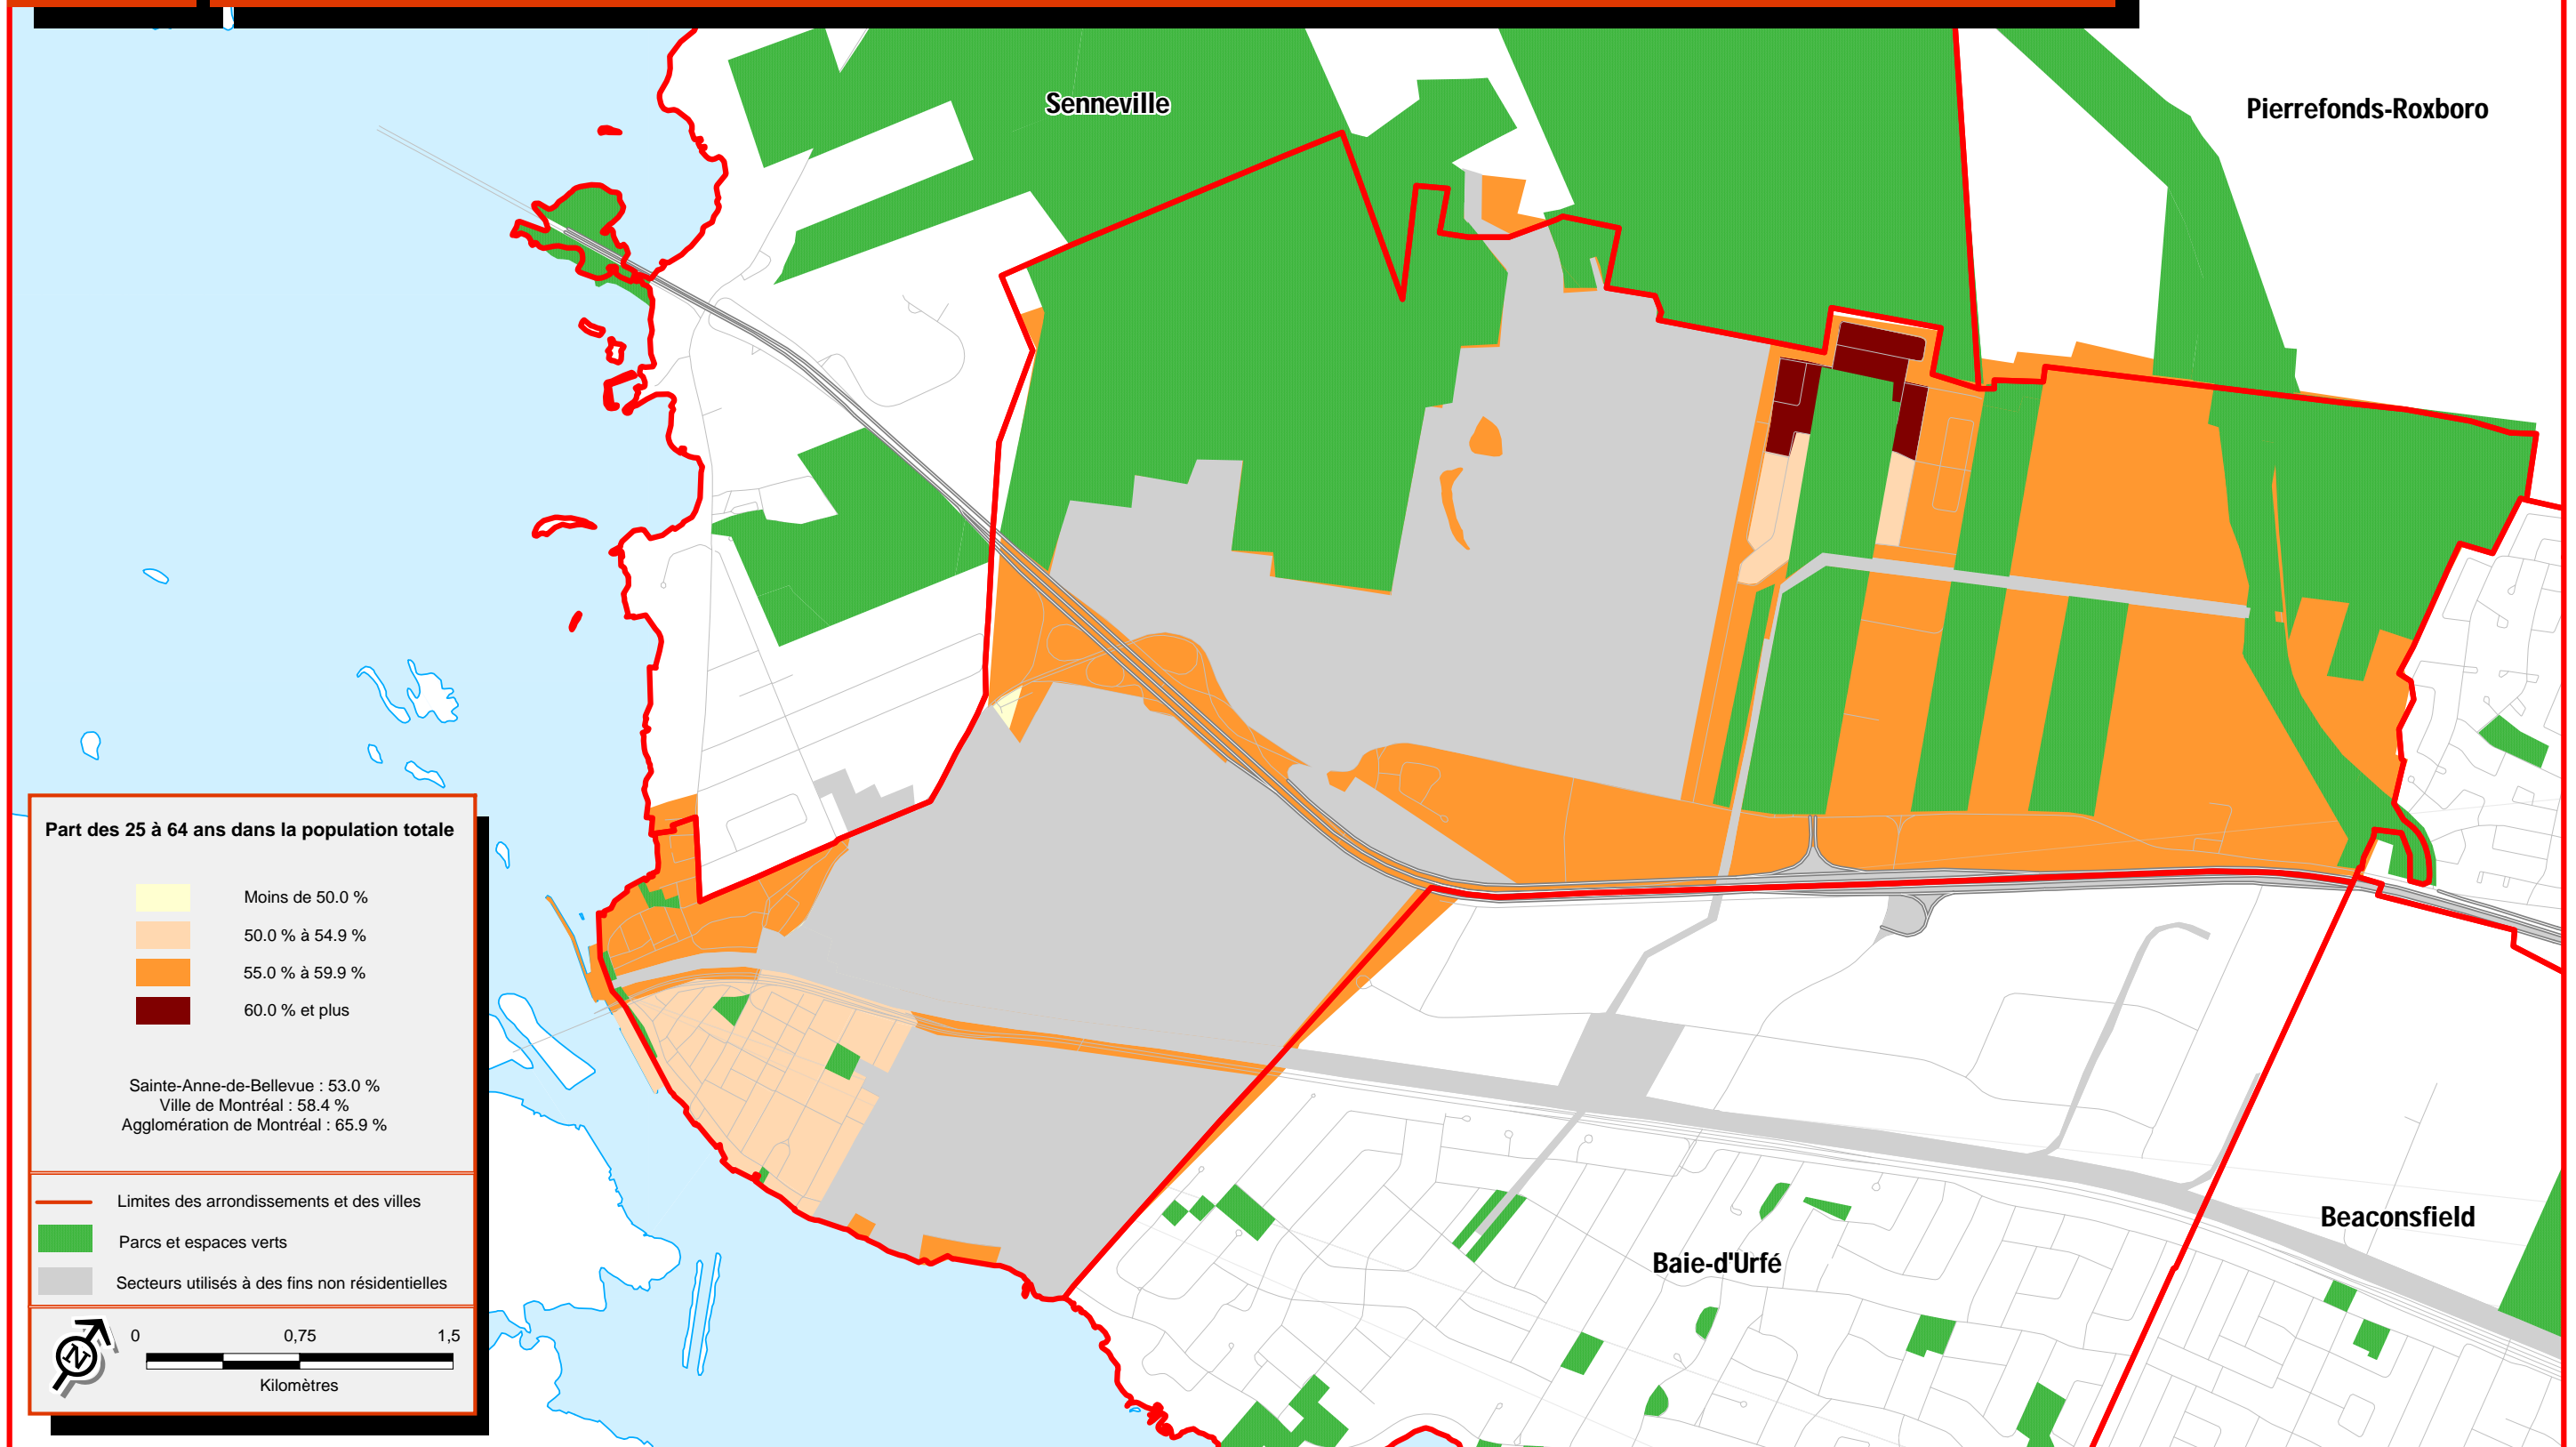 Senneville
Pierrefonds-Roxboro
Part des 25 à 64 ans dans la population totale
Moins de 50.0 %
50.0 % à 54.9 %
55.0 % à 59.9 %
60.0 % et plus
Sainte-Anne-de-Bellevue : 53.0 %
Ville de Montréal : 58.4 %
Agglomération de Montréal : 65.9 %
Limites des arrondissements et des villes
Parcs et espaces verts
Secteurs utilisés à des fins non résidentielles
N
0 0,75 1,5
Kilomètres
Beaconsfield
Baie-d'Urfé